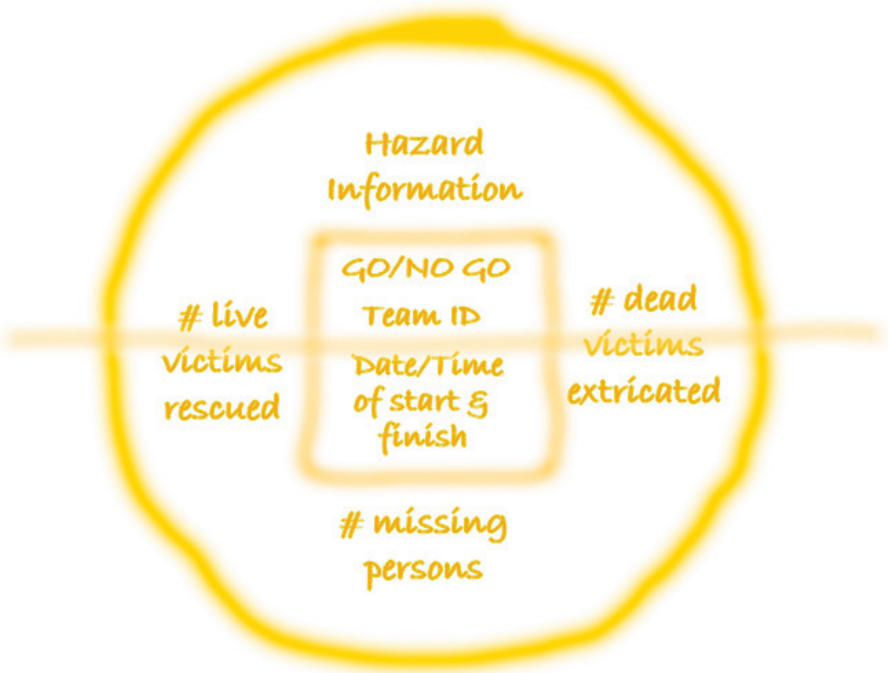 Hazard
Information
GO/NO GO
Team ID
Date/Time
of start &
finish
# live
victims
rescued
# dead
victims
extricated
# missing
persons